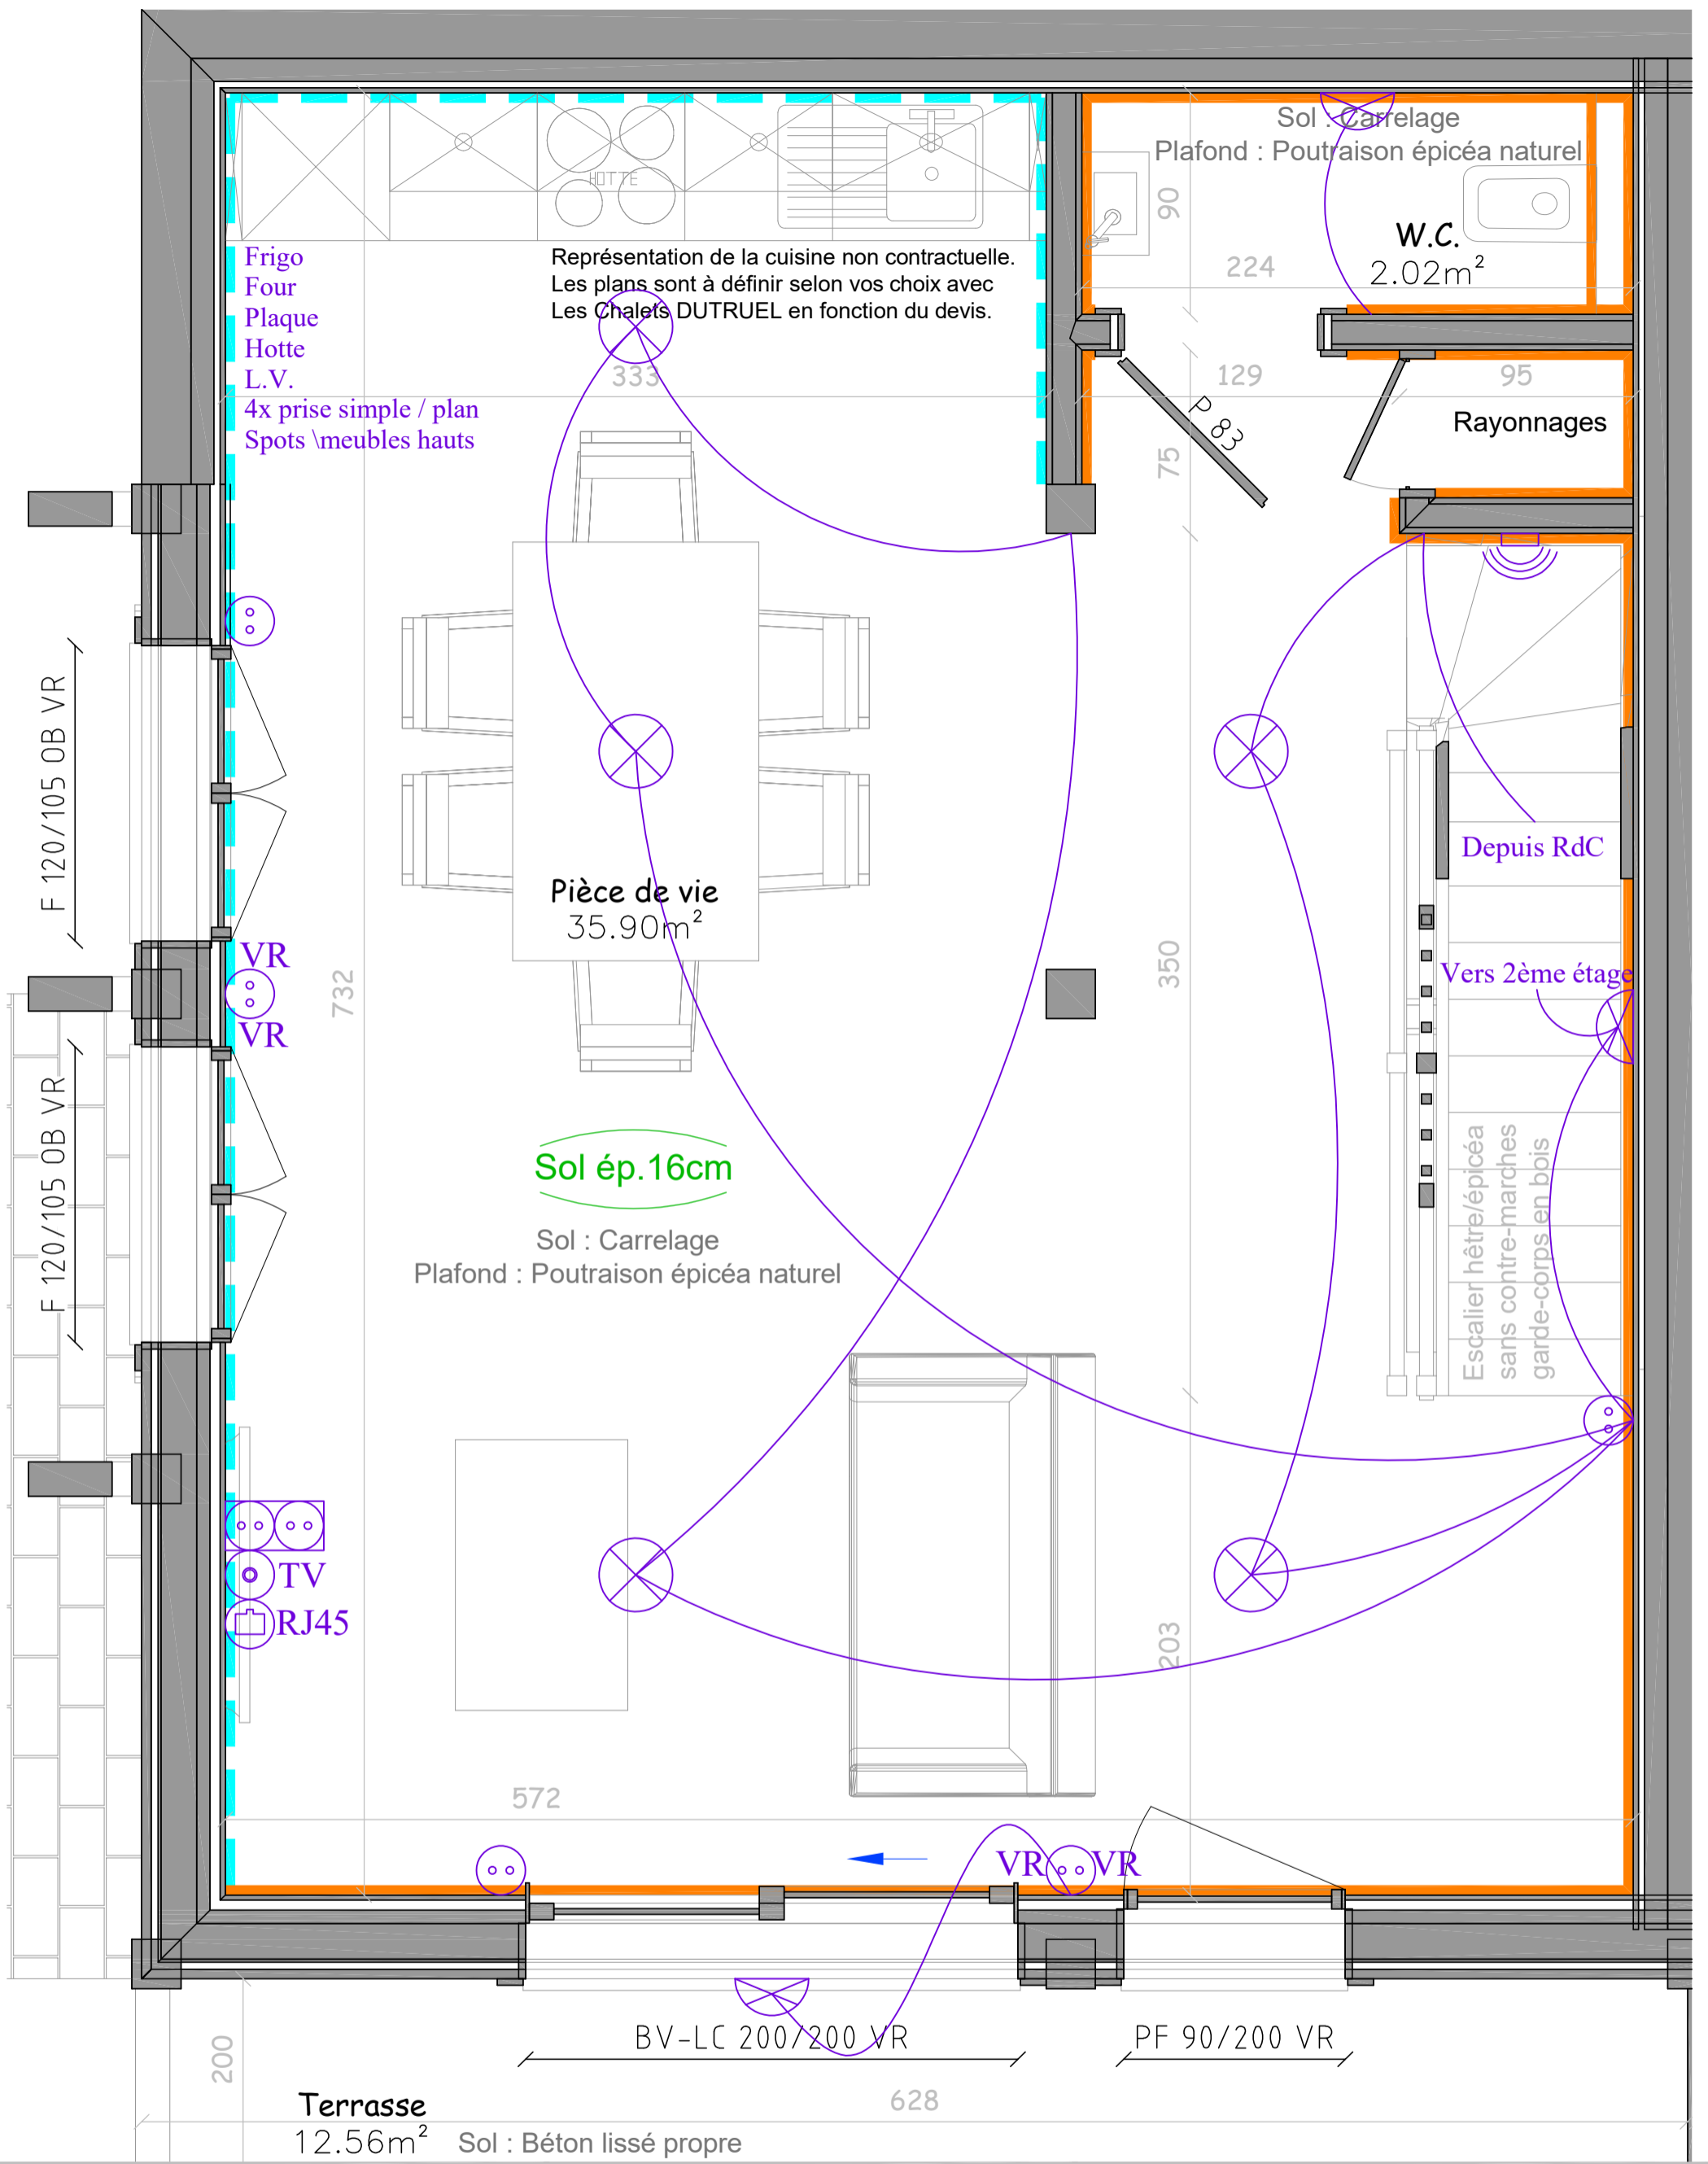 Sol : Carrelage
Plafond : Poutraison épicéa naturel
HOTTE
90
W.C.
2.02m²
224
Frigo
Four
Plaque
Hotte
L.V.
4x prise simple / plan
Spots \meubles hauts
Représentation de la cuisine non contractuelle.
Les plans sont à définir selon vos choix avec
Les Chalets DUTRUEL en fonction du devis.
333
129
95
P 83
Rayonnages
75
F 120/105 OB VR
Depuis RdC
Pièce de vie
35.90m²
VR
VR
732
350
Vers 2ème étage
F 120/105 OB VR
Sol ép.16cm
Sol : Carrelage
Plafond : Poutraison épicéa naturel
Escalier hêtre/épicéa
sans contre-marches
garde-corps en bois
TV
RJ45
203
572
VR
VR
BV-LC 200/200 VR
PF 90/200 VR
200
628
Terrasse
12.56m²
Sol : Béton lissé propre